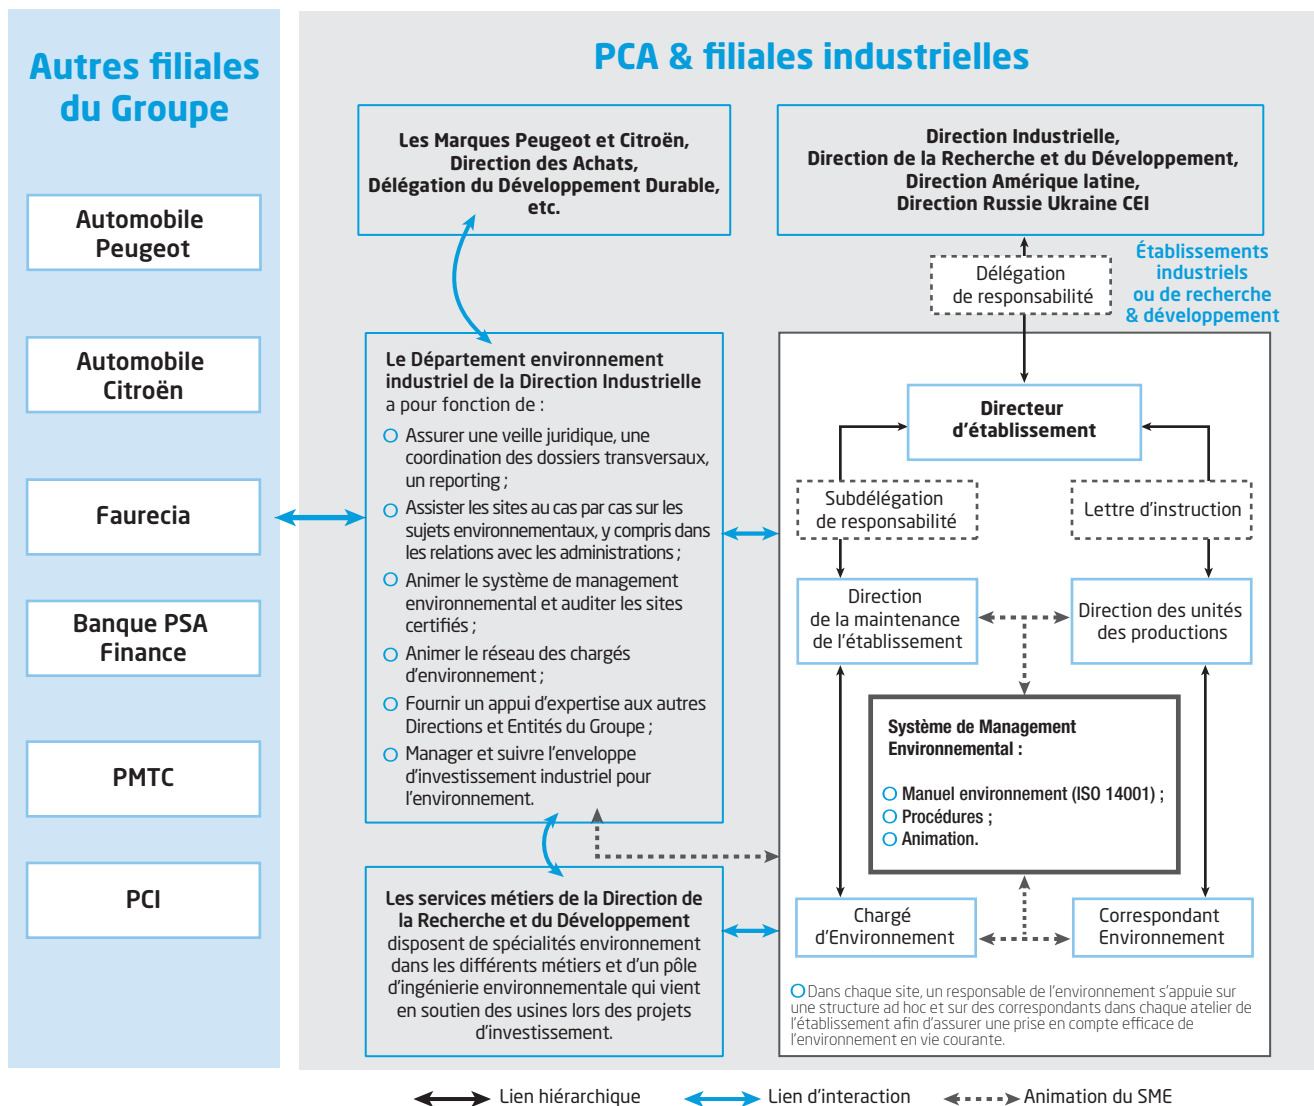 Autres filiales
du Groupe
Automobile
Peugeot
Automobile
Citroën
Faurecia
Banque PSA
Finance
PMTC
PCI
PCA & filiales industrielles
Les Marques Peugeot et Citroën,
Direction des Achats,
Délégation du Développement Durable,
etc.
Direction Industrielle,
Direction de la Recherche et du Développement,
Direction Amérique latine,
Direction Russie Ukraine CEI
Délégation
de responsabilité
Établissements
industriels
ou de recherche
& développement
Le Département environnement
industriel de la Direction Industrielle
a pour fonction de :
Assurer une veille juridique, une
coordination des dossiers transversaux,
un reporting ;
Assister les sites au cas par cas sur les
sujets environnementaux, y compris dans
les relations avec les administrations ;
Animer le système de management
environnemental et auditer les sites
certifiés ;
Animer le réseau des chargés
d'environnement ;
Fournir un appui d'expertise aux autres
Directions et Entités du Groupe ;
Manager et suivre l'enveloppe
d'investissement industriel pour
l'environnement.
Les services métiers de la Direction de
la Recherche et du Développement
disposent de spécialités environnement
dans les différents métiers et d'un pôle
d'ingénierie environnementale qui vient
en soutien des usines lors des projets
d'investissement.
Directeur
d'établissement
Subdélégation
de responsabilité
Lettre d'instruction
Direction
de la maintenance
de l'établissement
Direction des unités
des productions
Système de Management
Environnemental :
Manuel environnement (ISO 14001) ;
Procédures ;
Animation.
Chargé
d'Environnement
Correspondant
Environnement
Dans chaque site, un responsable de l'environnement s'appuie sur
une structure ad hoc et sur des correspondants dans chaque atelier de
l'établissement afin d'assurer une prise en compte efficace de
l'environnement en vie courante.
Lien hiérarchique
Lien d'interaction
Animation du SME